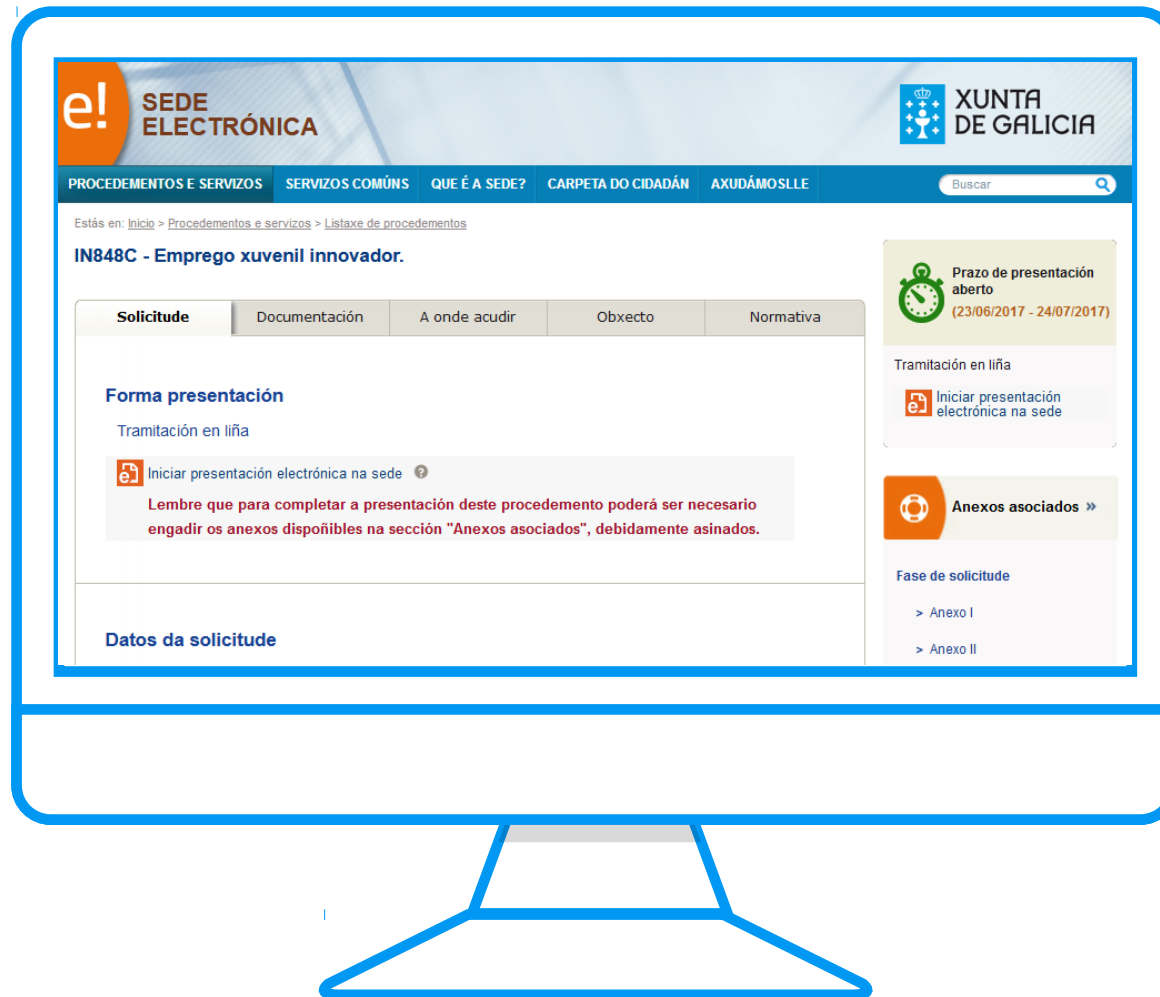 e!
SEDE
ELECTRÓNICA
XUNTA
DE GALICIA
PROCEDEMENTOS E SERVIZOS SERVIZOS COMÚNS QUE É A SEDE? CARPETA DO CIDADÁN AXUDÁMOSLLE Buscar
Estás en: Inicio > Procedementos e servizos > Listaxe de procedementos
IN848C - Emprego xuvenil innovador.
Solicitude Documentación A onde acudir Obxecto Normativa
Forma presentación
Tramitación en liña
Iniciar presentación electrónica na sede ?
Lembre que para completar a presentación deste procedemento poderá ser necesario
engadir os anexos dispoñibles na sección "Anexos asociados", debidamente asinados.
Datos da solicitude
Prazo de presentación
aberto
(23/06/2017 - 24/07/2017)
Tramitación en liña
Iniciar presentación
electrónica na sede
Anexos asociados »
Fase de solicitude
> Anexo I
> Anexo II